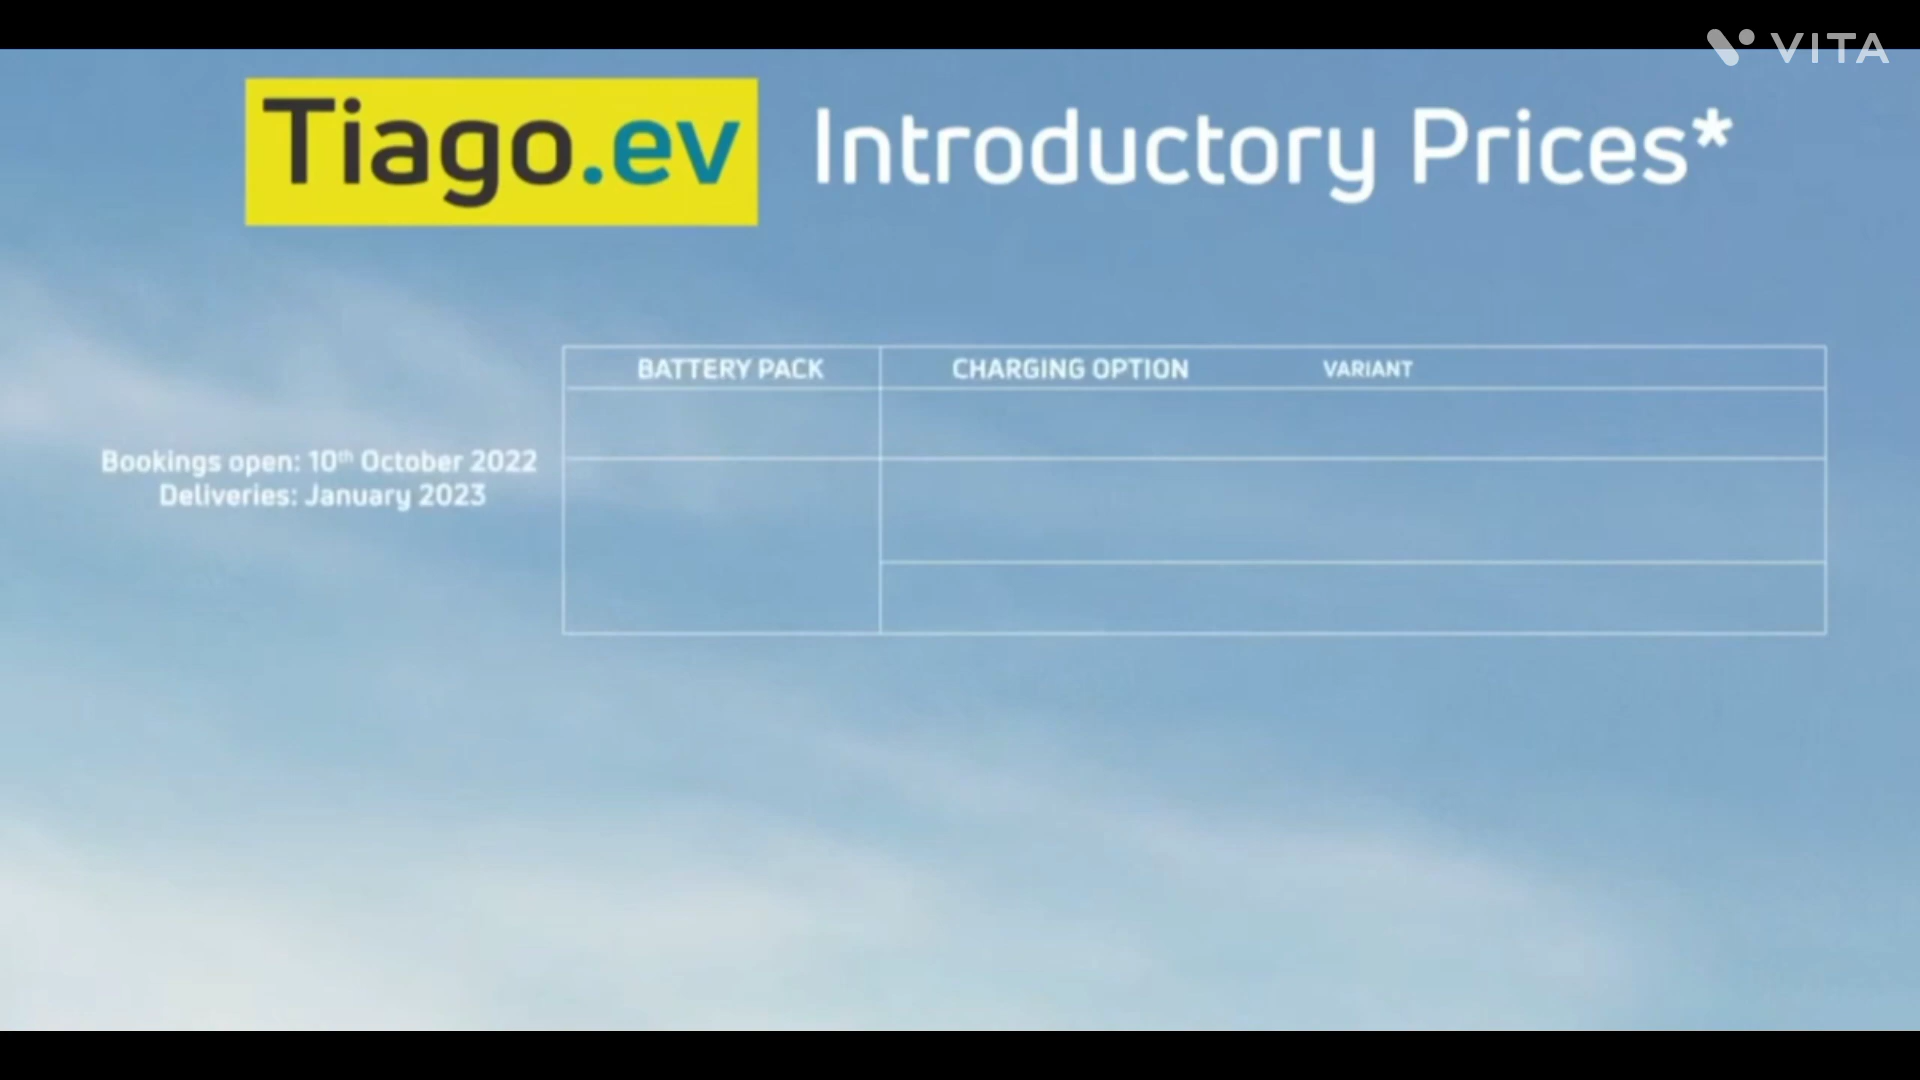 VITA
Tiago.ev Introductory Prices*
BATTERY PACK CHARGING OPTION VARIANT
Bookings open: 10th October 2022
Deliveries: January 2023